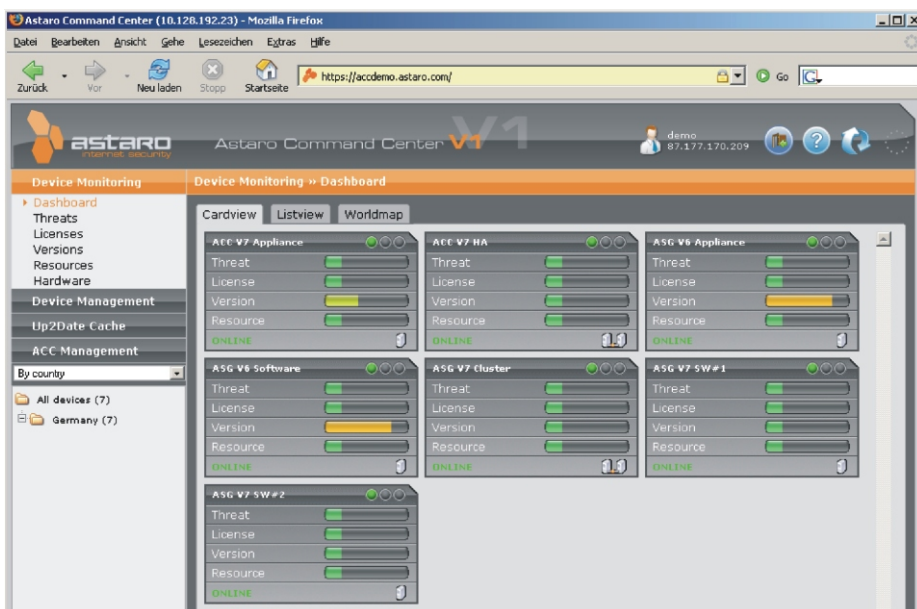 Astaro Command Center (10.128.192.23) - Mozilla Firefox
Datei Bearbeiten Ansicht Gehe Lesezeichen Extras Hilfe
Zurück Vor Neu laden Stopp Startseite https://accdemo.astaro.com/ Go G
astaro
internet security
Astaro Command Center V1
V1
demo
87.177.170.209
Device Monitoring
Dashboard
Threats
Licenses
Versions
Resources
Hardware
Device Management
Up2Date Cache
ACC Management
By country
All devices (7)
Germany (7)
Device Monitoring » Dashboard
Cardview Listview Worldmap
ACC V7 Appliance
Threat
License
Version
Resource
ONLINE
ACC V7 HA
Threat
License
Version
Resource
ONLINE
ASG V6 Appliance
Threat
License
Version
Resource
ONLINE
ASG V6 Software
Threat
License
Version
Resource
ONLINE
ASG V7 Cluster
Threat
License
Version
Resource
ONLINE
ASG V7 SW#1
Threat
License
Version
Resource
ONLINE
ASG V7 SW#2
Threat
License
Version
Resource
ONLINE